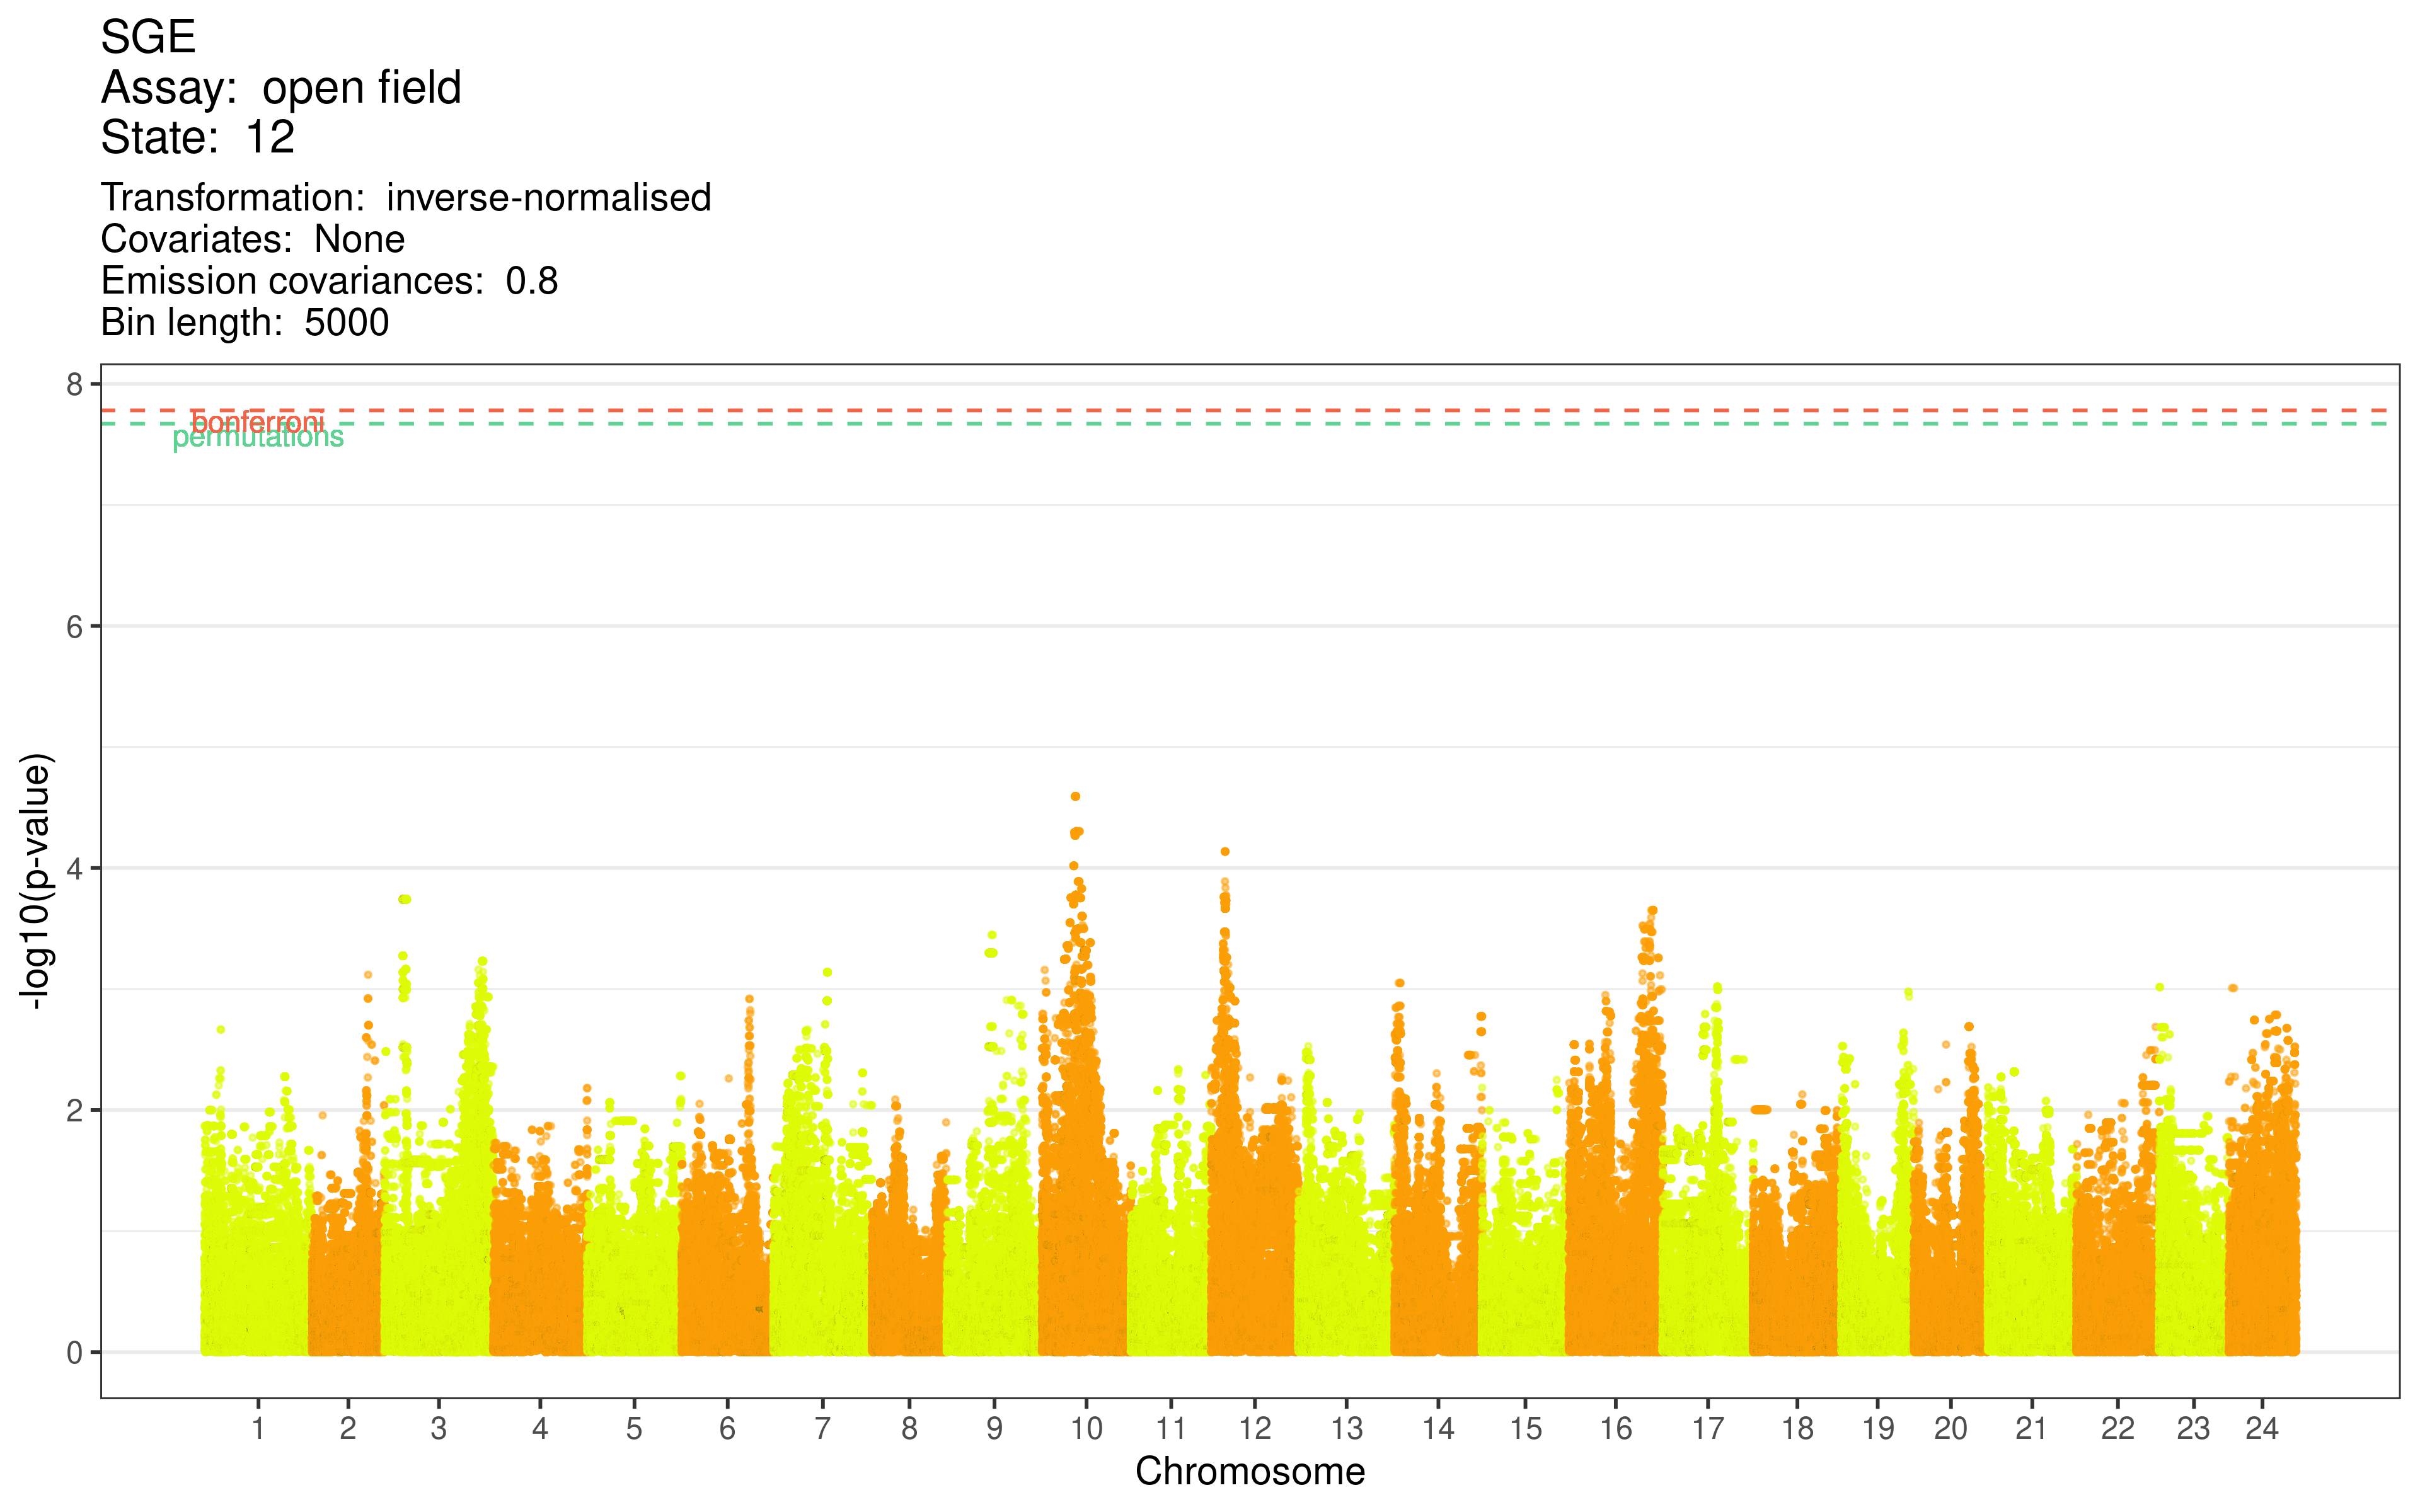 SGE
Assay:  open field
State:  12
Transformation:  inverse-normalised
Covariates:  None
Emission covariances:  0.8
Bin length:  5000
8
bonferroni
permutations
6
4
2
0
-log10(p-value)
1 2 3 4 5 6 7 8 9 10 11 12 13 14 15 16 17 18 19 20 21 22 23 24
Chromosome